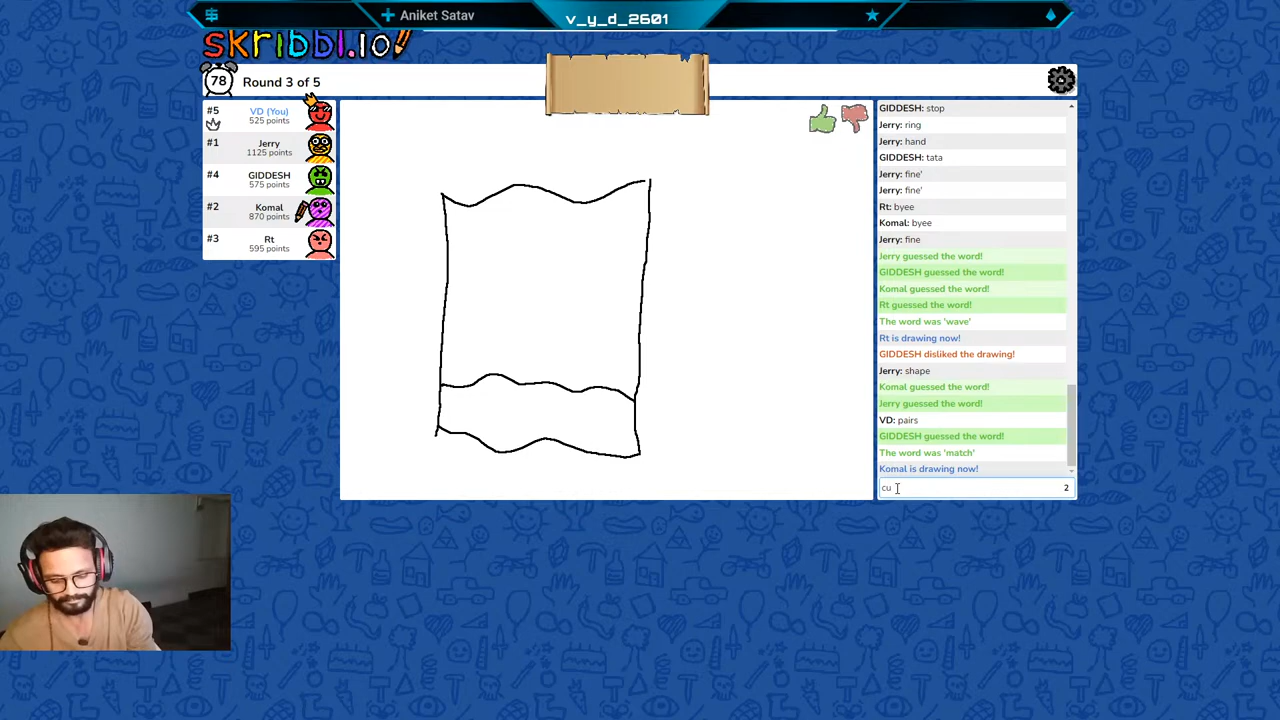 Aniket Satav
v_y_d_2601
skribbl.io
78
Round 3 of 5
#5
VD (You)
525 points
#1
Jerry
1125 points
#4
GIDDESH
575 points
#2
Komal
870 points
#3
Rt
595 points
GIDDESH: stop
Jerry: ring
Jerry: hand
GIDDESH: tata
Jerry: fine'
Jerry: fine'
Rt: byee
Komal: byee
Jerry: fine
Jerry guessed the word!
GIDDESH guessed the word!
Komal guessed the word!
Rt guessed the word!
The word was 'wave'
Rt is drawing now!
GIDDESH disliked the drawing!
Jerry: shape
Komal guessed the word!
Jerry guessed the word!
VD: pairs
GIDDESH guessed the word!
The word was 'match'
Komal is drawing now!
cu
2